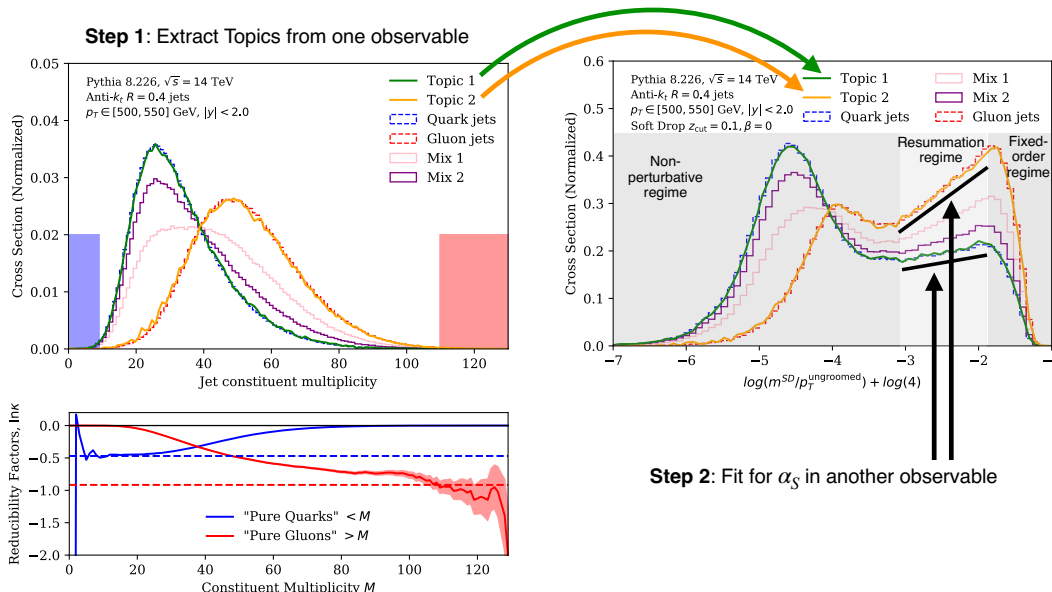 Step 1: Extract Topics from one observable
Cross Section (Normalized)
0.05
0.04
0.03
0.02
0.01
0.00
Pythia 8.226, √s = 14 TeV
Anti-kₜ R = 0.4 jets
p_T ∈ [500, 550] GeV, |y| < 2.0
Topic 1
Topic 2
Quark jets
Gluon jets
Mix 1
Mix 2
0 20 40 60 80 100 120
Jet constituent multiplicity
Cross Section (Normalized)
0.6
0.5
0.4
0.3
0.2
0.1
0.0
Pythia 8.226, √s = 14 TeV
Anti-kₜ R = 0.4 jets
p_T ∈ [500, 550] GeV, |y| < 2.0
Soft Drop z_cut = 0.1, β = 0
Topic 1
Topic 2
Quark jets
Mix 1
Mix 2
Gluon jets
Non-
perturbative
regime
Resummation
regime
Fixed-
order
regime
−7 −6 −5 −4 −3 −2 −1
log(m^SD/p_T^ungroomed) + log(4)
Step 2: Fit for α_S in another observable
Reducibility Factors, lnκ
0.0
−0.5
−1.0
−1.5
−2.0
"Pure Quarks" < M
"Pure Gluons" > M
0 20 40 60 80 100 120
Constituent Multiplicity M